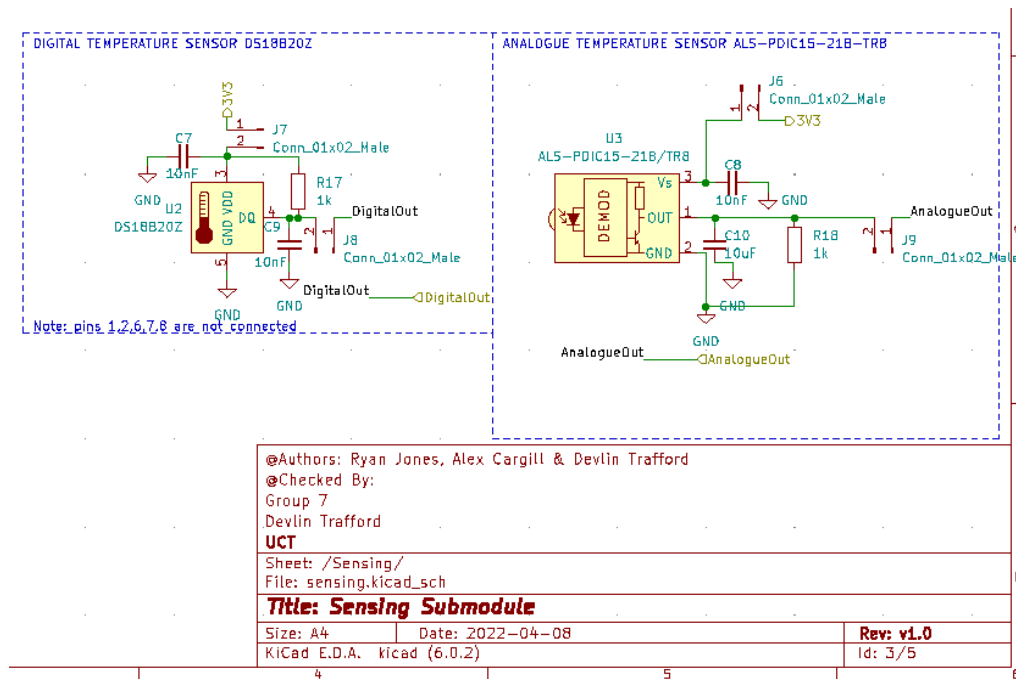 DIGITAL TEMPERATURE SENSOR DS18B20Z
3V3
1
2
J7
Conn_01x02_Male
C7
10nF
GND
U2
DS18B20Z
3
VDD
DQ
GND
4
5
R17
1k
C9
10nF
GND
GND
2
1
J8
Conn_01x02_Male
DigitalOut
DigitalOut
DigitalOut
Note: pins 1,2,6,7,8 are not connected
ANALOGUE TEMPERATURE SENSOR ALS-PDIC15-21B-TR8
J6
Conn_01x02_Male
1
2
3V3
U3
ALS-PDIC15-21B/TR8
DEMOD
Vs
OUT
GND
3
1
2
C8
10nF
GND
C10
10uF
GND
R18
1k
GND
2
1
J9
Conn_01x02_Male
AnalogueOut
AnalogueOut
AnalogueOut
@Authors: Ryan Jones, Alex Cargill & Devlin Trafford
@Checked By:
Group 7
Devlin Trafford
UCT
Sheet: /Sensing/
File: sensing.kicad_sch
Title: Sensing Submodule
Size: A4
Date: 2022-04-08
Rev: v1.0
KiCad E.D.A. kicad (6.0.2)
Id: 3/5
4
5